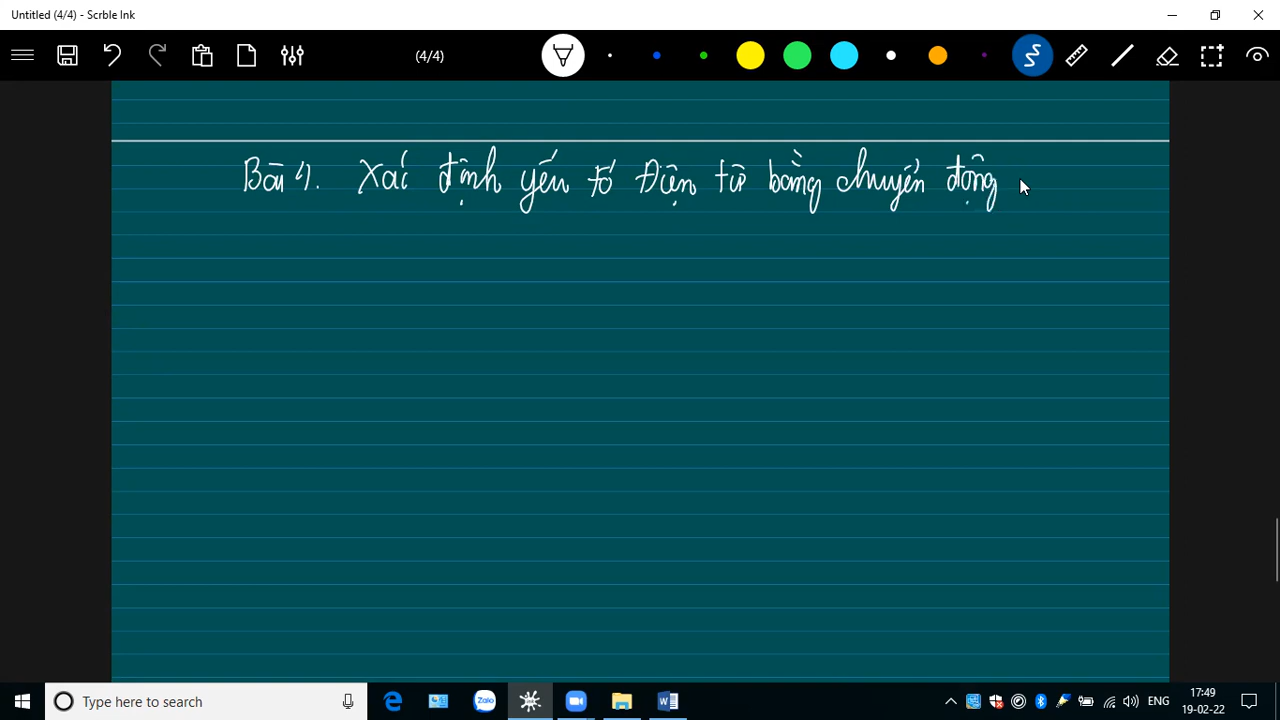 Untitled (4/4) - Scrble Ink
(4/4)
Bài 4. Xác định yếu tố Điện từ bằng chuyển động
Type here to search
Zalo
ENG
17:49
19-02-22